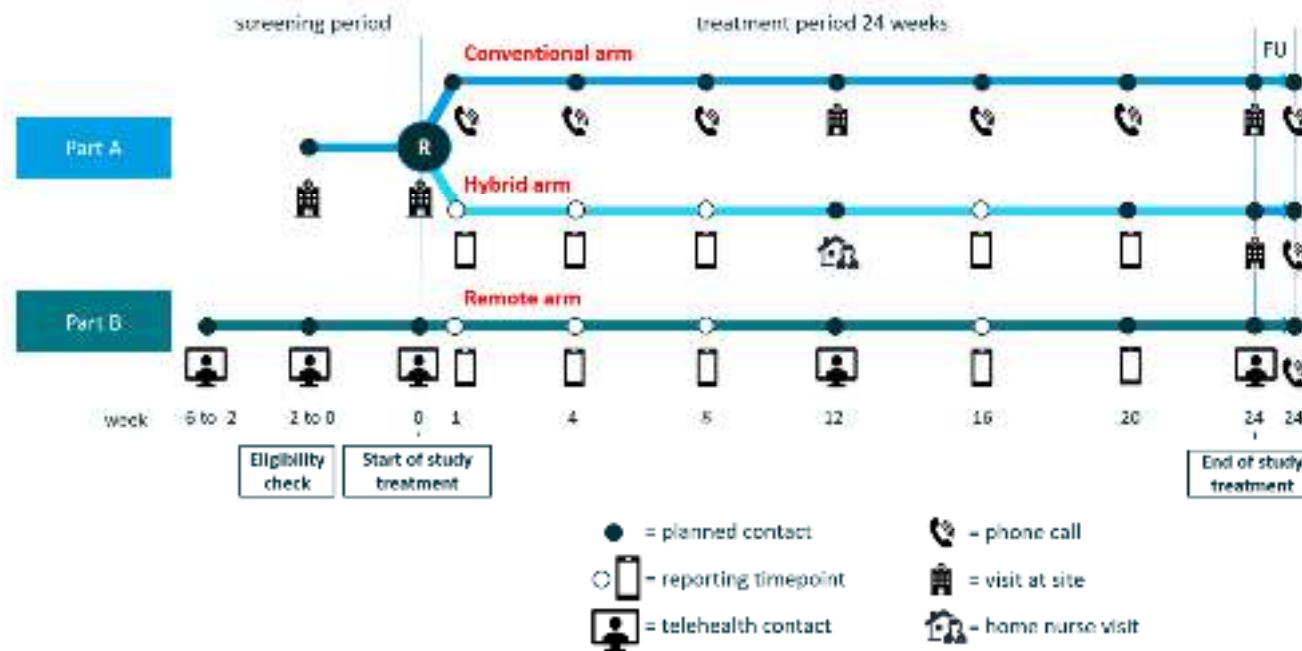 screening period
treatment period 24 weeks
FU
Conventional arm
Part A
R
Hybrid arm
Remote arm
Part B
week
6 to 2
2 to 0
0
1
4
12
16
20
24
24
Eligibility
check
Start of study
treatment
End of study
treatment
= planned contact
= phone call
= reporting timepoint
= visit at site
= telehealth contact
= home nurse visit